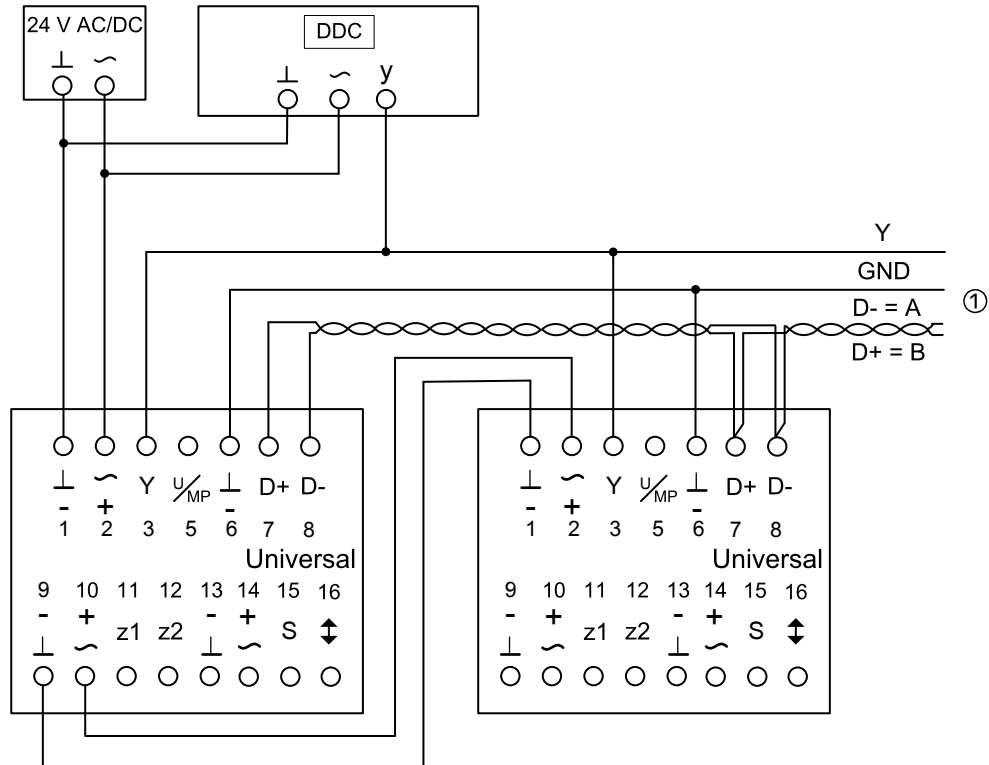 24 V AC/DC
DDC
⊥ ~
⊥ ~ y
Y
GND
①
D- = A
D+ = B
⊥ ~ Y U/MP ⊥ D+ D-
- + -
1 2 3 5 6 7 8
Universal
9 10 11 12 13 14 15 16
- + z1 z2 - + S ↕
⊥ ~ ⊥ ~
⊥ ~ Y U/MP ⊥ D+ D-
- + -
1 2 3 5 6 7 8
Universal
9 10 11 12 13 14 15 16
- + z1 z2 - + S ↕
⊥ ~ ⊥ ~